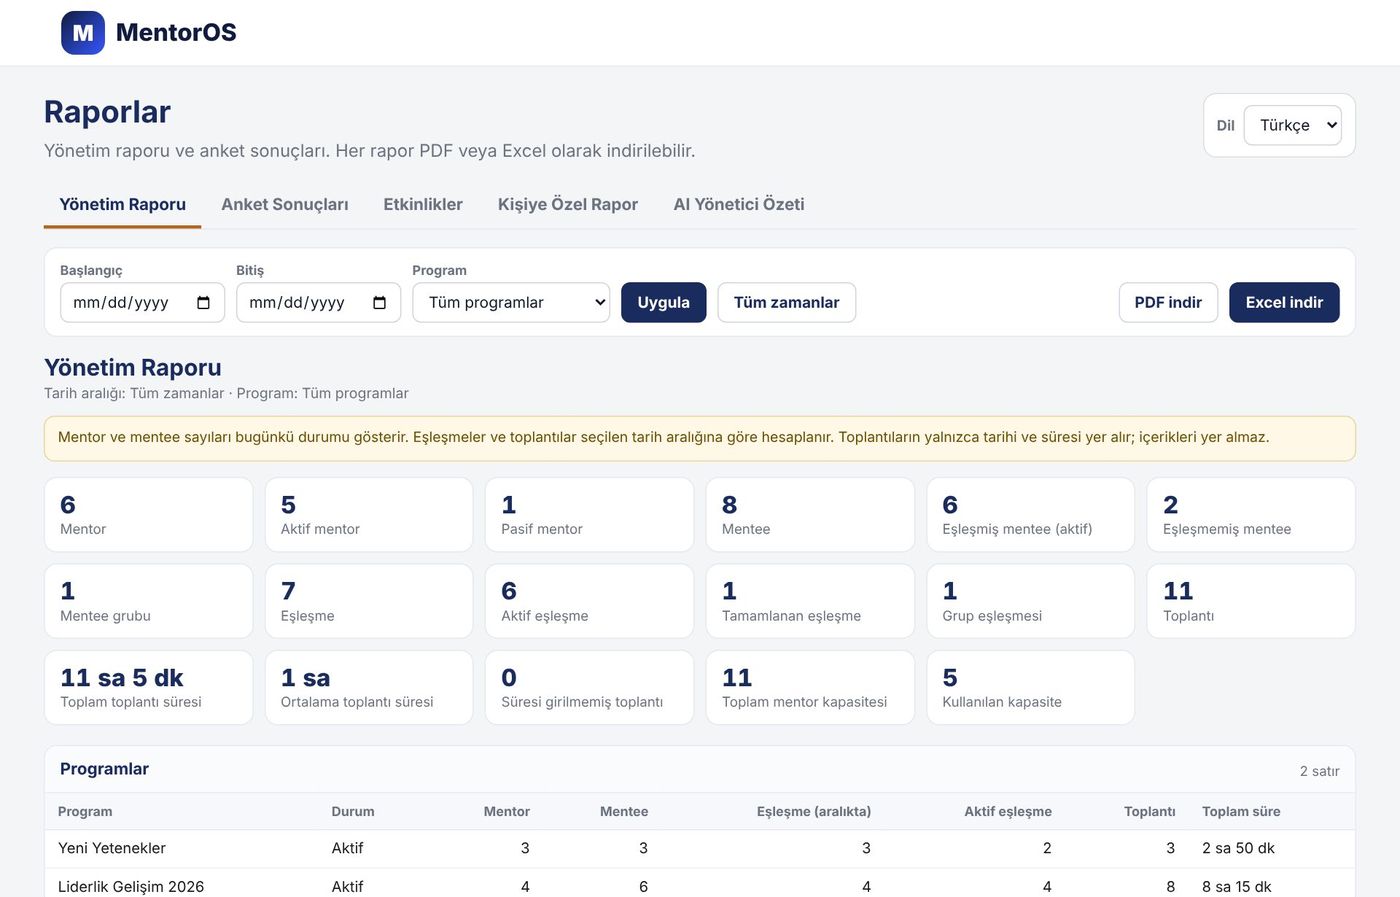 M MentorOS
Raporlar
Yönetim raporu ve anket sonuçları. Her rapor PDF veya Excel olarak indirilebilir.
Dil Türkçe
Yönetim Raporu Anket Sonuçları Etkinlikler Kişiye Özel Rapor AI Yönetici Özeti
Başlangıç Bitiş Program
mm/dd/yyyy mm/dd/yyyy Tüm programlar Uygula Tüm zamanlar PDF indir Excel indir
Yönetim Raporu
Tarih aralığı: Tüm zamanlar · Program: Tüm programlar
Mentor ve mentee sayıları bugünkü durumu gösterir. Eşleşmeler ve toplantılar seçilen tarih aralığına göre hesaplanır. Toplantıların yalnızca tarihi ve süresi yer alır; içerikleri yer almaz.
6 5 1 8 6 2
Mentor Aktif mentor Pasif mentor Mentee Eşleşmiş mentee (aktif) Eşleşmemiş mentee
1 7 6 1 1 11
Mentee grubu Eşleşme Aktif eşleşme Tamamlanan eşleşme Grup eşleşmesi Toplantı
11 sa 5 dk 1 sa 0 11 5
Toplam toplantı süresi Ortalama toplantı süresi Süresi girilmemiş toplantı Toplam mentor kapasitesi Kullanılan kapasite
Programlar 2 satır
Program Durum Mentor Mentee Eşleşme (aralıkta) Aktif eşleşme Toplantı Toplam süre
Yeni Yetenekler Aktif 3 3 3 2 3 2 sa 50 dk
Liderlik Gelişim 2026 Aktif 4 6 4 4 8 8 sa 15 dk